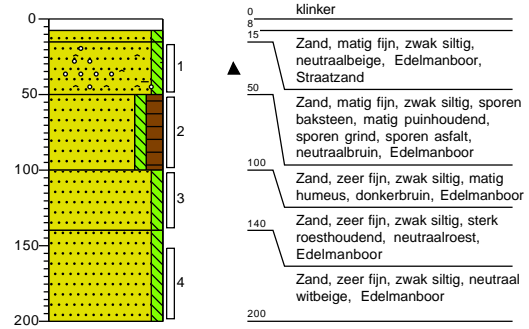 0
50
100
150
200
1
2
3
4
0
klinker
8
15
Zand, matig fijn, zwak siltig,
neutraalbeige, Edelmanboor,
Straatzand
50
Zand, matig fijn, zwak siltig, sporen
baksteen, matig puinhoudend,
sporen grind, sporen asfalt,
neutraalbruin, Edelmanboor
100
Zand, zeer fijn, zwak siltig, matig
humeus, donkerbruin, Edelmanboor
140
Zand, zeer fijn, zwak siltig, sterk
roesthoudend, neutraalroest,
Edelmanboor
Zand, zeer fijn, zwak siltig, neutraal
witbeige, Edelmanboor
200